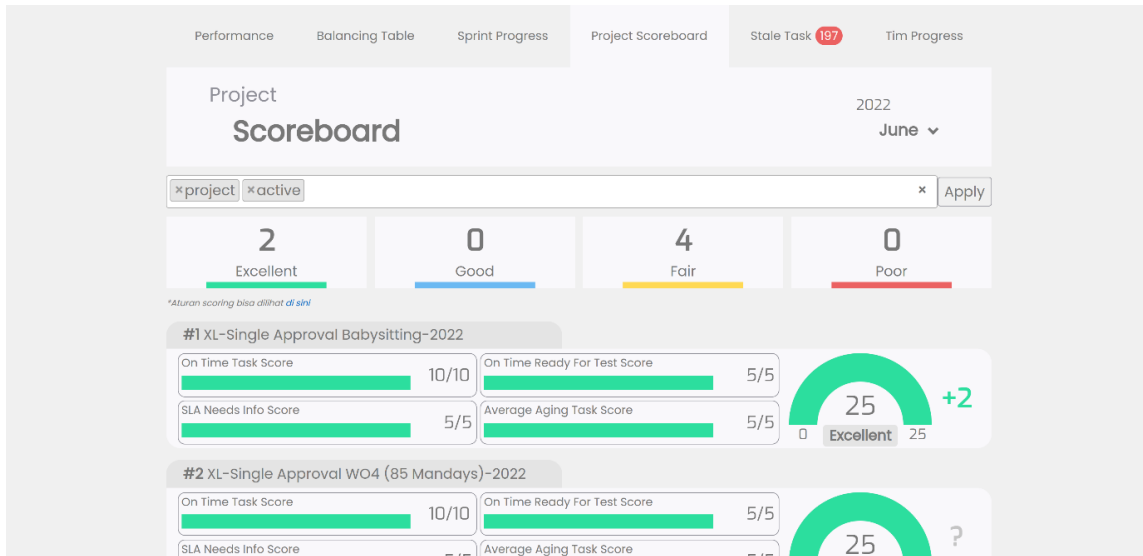 Performance Balancing Table Sprint Progress Project Scoreboard Stale Task 197 Tim Progress
Project
Scoreboard
2022
June
×project ×active × Apply
2 0 4 0
Excellent Good Fair Poor
*Aturan scoring bisa dilihat di sini
#1 XL-Single Approval Babysitting-2022
On Time Task Score On Time Ready For Test Score
10/10 5/5
SLA Needs Info Score Average Aging Task Score
5/5 5/5
25 +2
0 Excellent 25
#2 XL-Single Approval WO4 (85 Mandays)-2022
On Time Task Score On Time Ready For Test Score
10/10 5/5
?
SLA Needs Info Score Average Aging Task Score
25